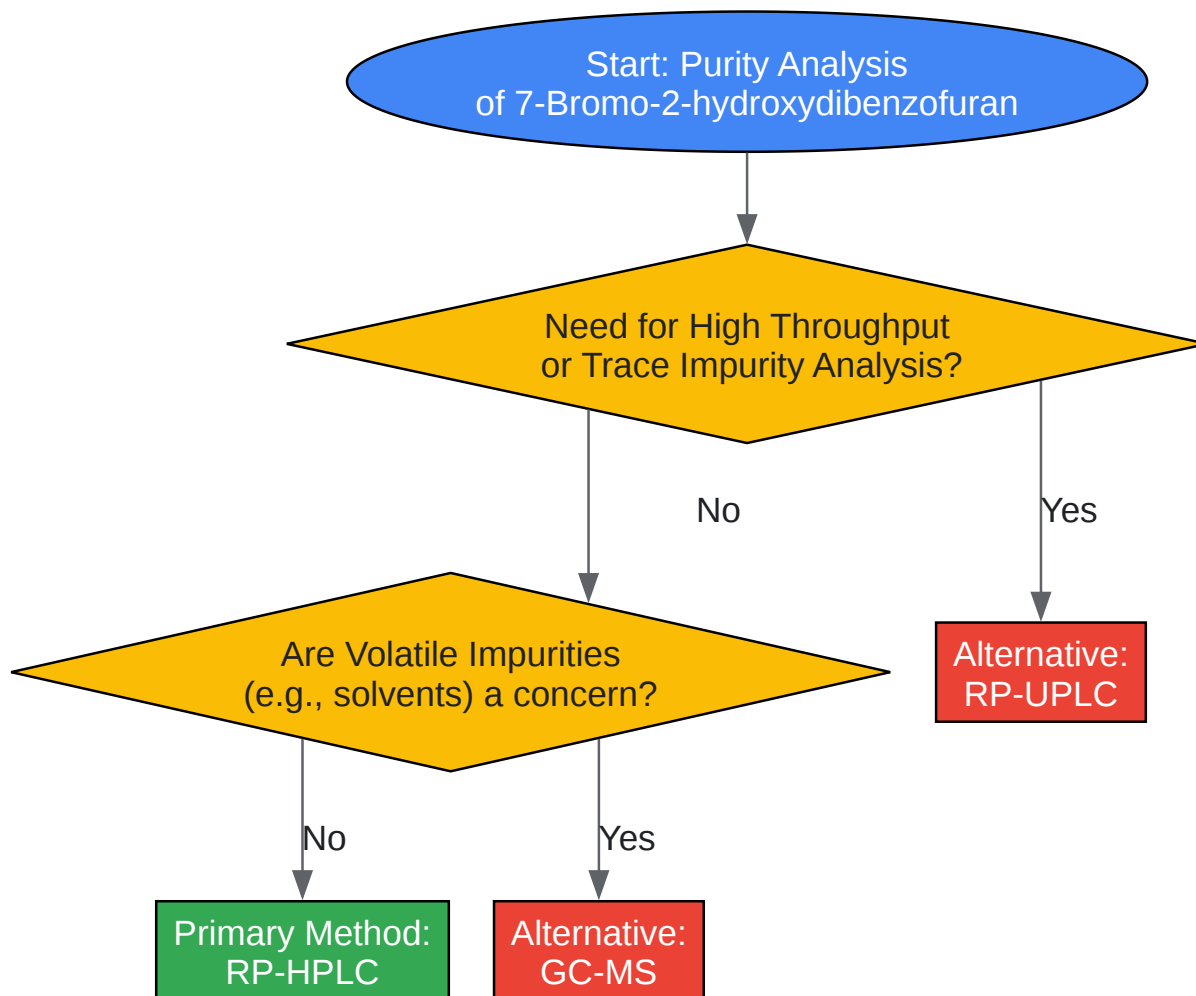 Start: Purity Analysis
of 7-Bromo-2-hydroxydibenzofuran
Need for High Throughput
or Trace Impurity Analysis?
No
Yes
Are Volatile Impurities
(e.g., solvents) a concern?
Alternative:
RP-UPLC
No
Yes
Primary Method:
RP-HPLC
Alternative:
GC-MS